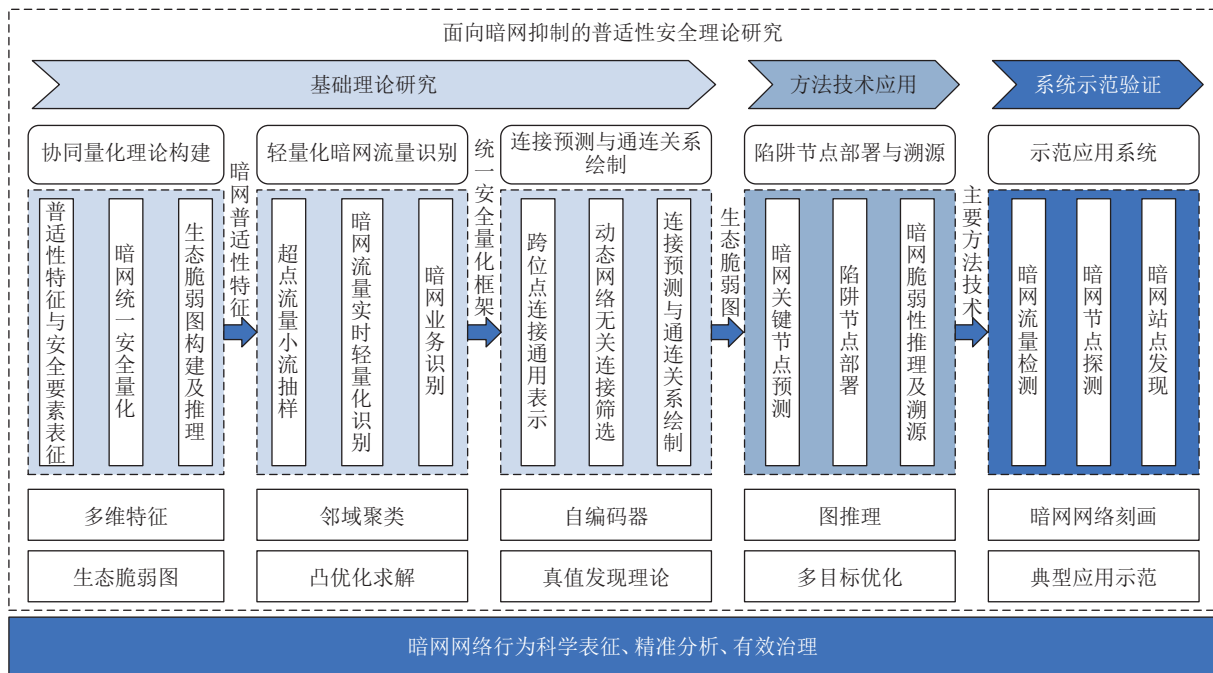 面向暗网抑制的普适性安全理论研究
基础理论研究
方法技术应用
系统示范验证
协同量化理论构建
轻量化暗网流量识别
连接预测与通连关系
绘制
陷阱节点部署与溯源
示范应用系统
普适性特征与安全要素表征
暗网统一安全量化
生态脆弱图构建及推理
暗网普适性特征
超点流量小流抽样
暗网流量实时轻量化识别
暗网业务识别
统一安全量化框架
跨位点连接通用表示
动态网络无关连接筛选
连接预测与通连关系绘制
生态脆弱图
暗网关键节点预测
陷阱节点部署
暗网脆弱性推理及溯源
主要方法技术
暗网流量检测
暗网节点探测
暗网站点发现
多维特征
邻域聚类
自编码器
图推理
暗网网络刻画
生态脆弱图
凸优化求解
真值发现理论
多目标优化
典型应用示范
暗网网络行为科学表征、精准分析、有效治理